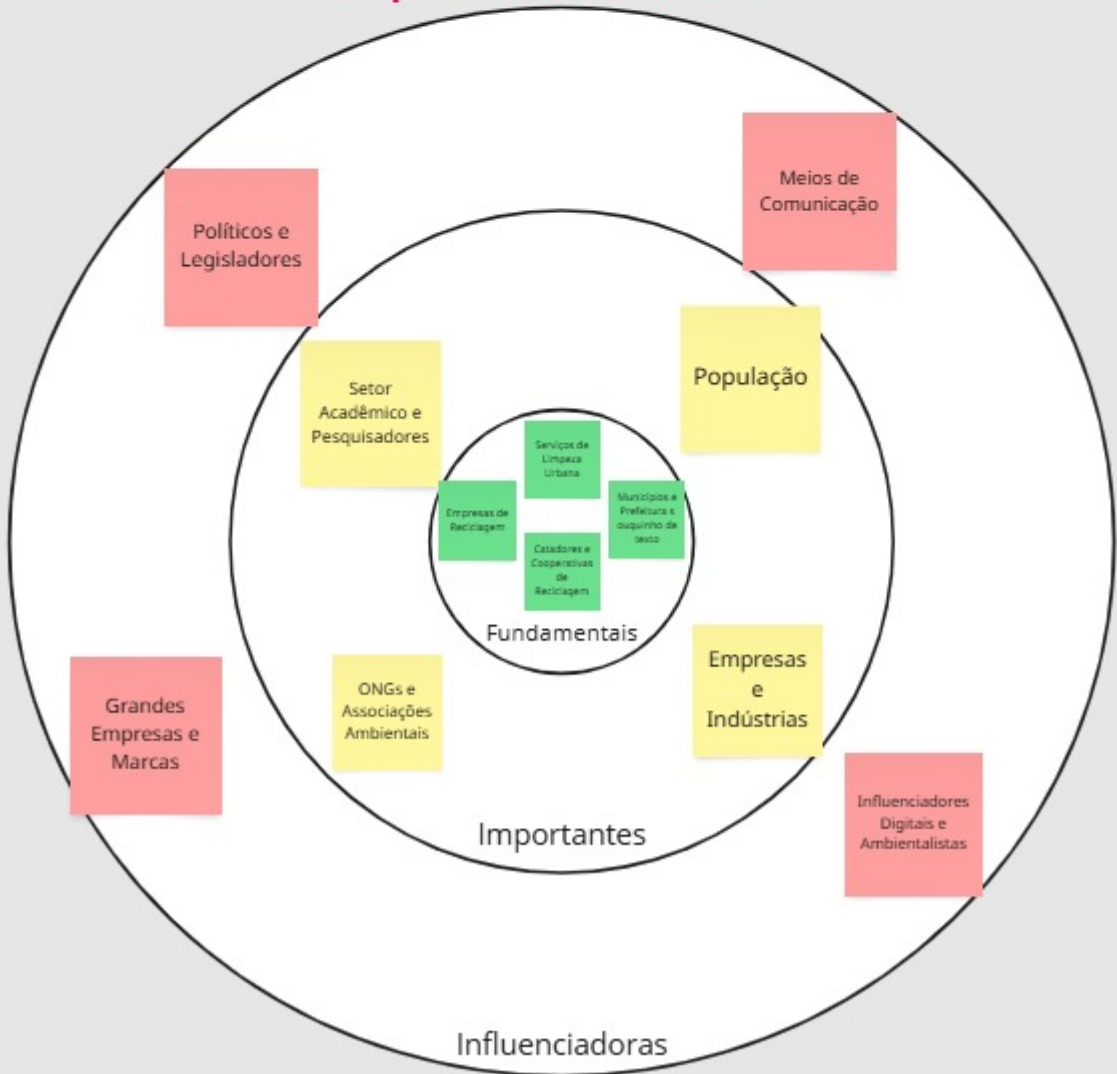 Meios de
Comunicação
Políticos e
Legisladores
População
Setor
Acadêmico e
Pesquisadores
Serviços de
Limpeza
Urbana
Empresas de
Reciclagem
Municípios e
Prefeitura s
ouquinho de
texto
Catadores e
Cooperativas
de
Reciclagem
Fundamentais
Empresas
e
Indústrias
ONGs e
Associações
Ambientais
Grandes
Empresas e
Marcas
Influenciadores
Digitais e
Ambientalistas
Importantes
Influenciadoras